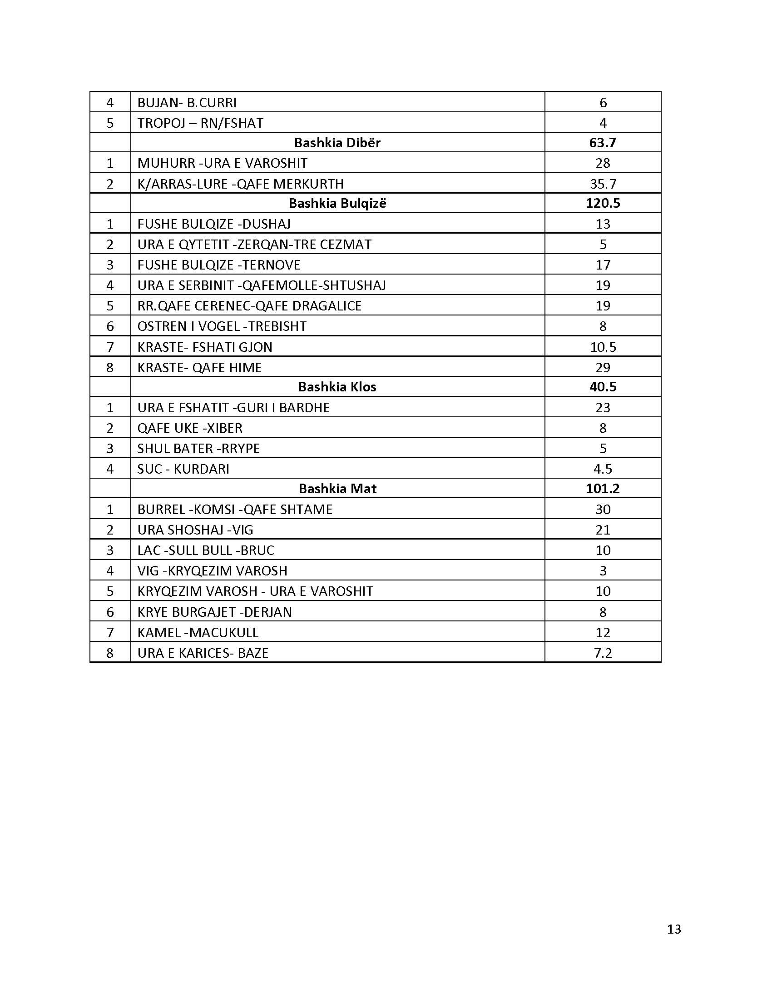 4 BUJAN- B.CURRI 6
5 TROPOJ – RN/FSHAT 4
Bashkia Dibër 63.7
1 MUHURR -URA E VAROSHIT 28
2 K/ARRAS-LURE -QAFE MERKURTH 35.7
Bashkia Bulqizë 120.5
1 FUSHE BULQIZE -DUSHAJ 13
2 URA E QYTETIT -ZERQAN-TRE CEZMAT 5
3 FUSHE BULQIZE -TERNOVE 17
4 URA E SERBINIT -QAFEMOLLE-SHTUSHAJ 19
5 RR.QAFE CERENEC-QAFE DRAGALICE 19
6 OSTREN I VOGEL -TREBISHT 8
7 KRASTE- FSHATI GJON 10.5
8 KRASTE- QAFE HIME 29
Bashkia Klos 40.5
1 URA E FSHATIT -GURI I BARDHE 23
2 QAFE UKE -XIBER 8
3 SHUL BATER -RRYPE 5
4 SUC - KURDARI 4.5
Bashkia Mat 101.2
1 BURREL -KOMSI -QAFE SHTAME 30
2 URA SHOSHAJ -VIG 21
3 LAC -SULL BULL -BRUC 10
4 VIG -KRYQEZIM VAROSH 3
5 KRYQEZIM VAROSH - URA E VAROSHIT 10
6 KRYE BURGAJET -DERJAN 8
7 KAMEL -MACUKULL 12
8 URA E KARICES- BAZE 7.2
13